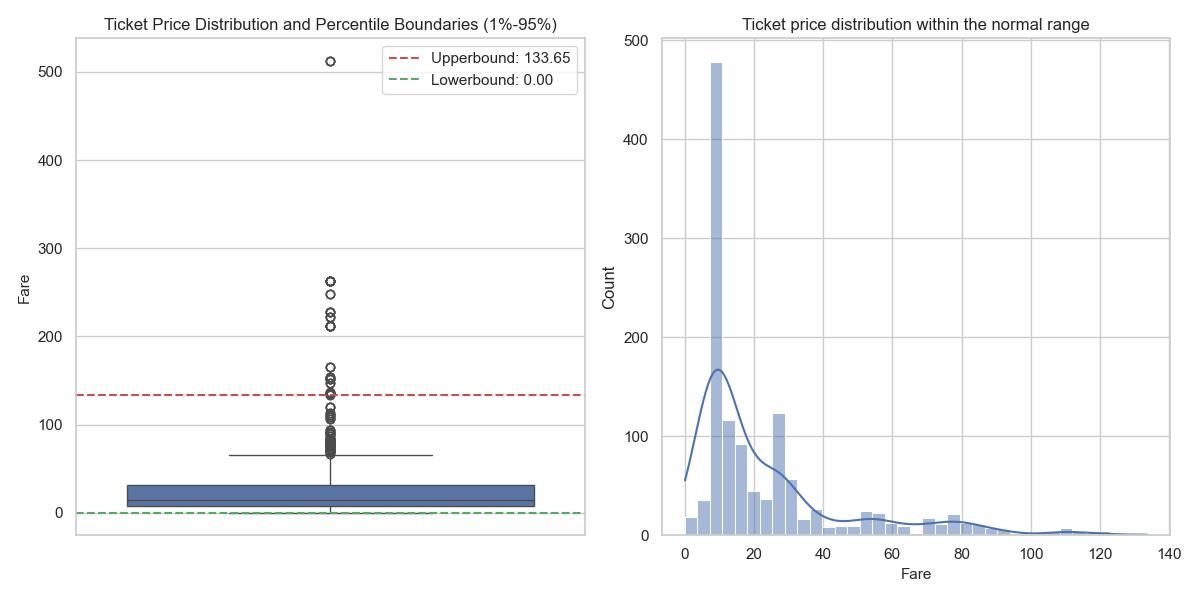 Ticket Price Distribution and Percentile Boundaries (1%-95%)
Upperbound: 133.65
Lowerbound: 0.00
500
400
300
200
100
0
Fare
Ticket price distribution within the normal range
500
400
300
200
100
0
Count
0 20 40 60 80 100 120 140
Fare